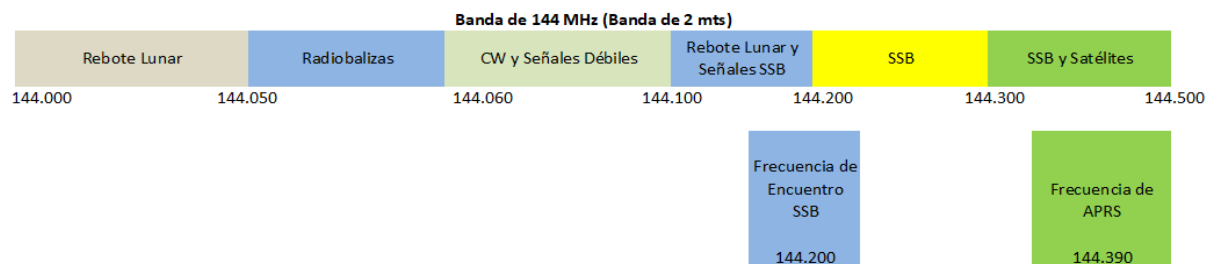 Banda de 144 MHz (Banda de 2 mts)
Rebote Lunar
Radiobalizas
CW y Señales Débiles
Rebote Lunar y
Señales SSB
SSB
SSB y Satélites
144.000
144.050
144.060
144.100
144.200
144.300
144.500
Frecuencia de
Encuentro
SSB
144.200
Frecuencia de
APRS
144.390